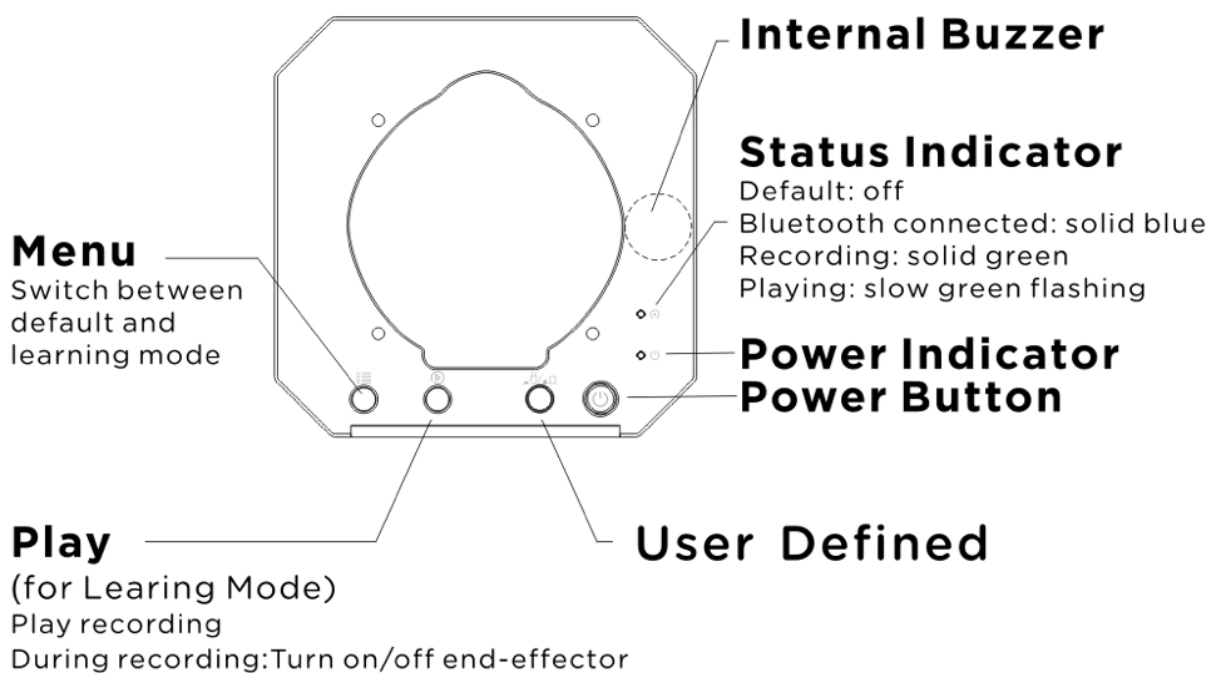 Internal Buzzer
Status Indicator
Default: off
Bluetooth connected: solid blue
Recording: solid green
Playing: slow green flashing
Menu
Switch between
default and
learning mode
Power Indicator
Power Button
Play
(for Learing Mode)
Play recording
During recording:Turn on/off end-effector
User Defined